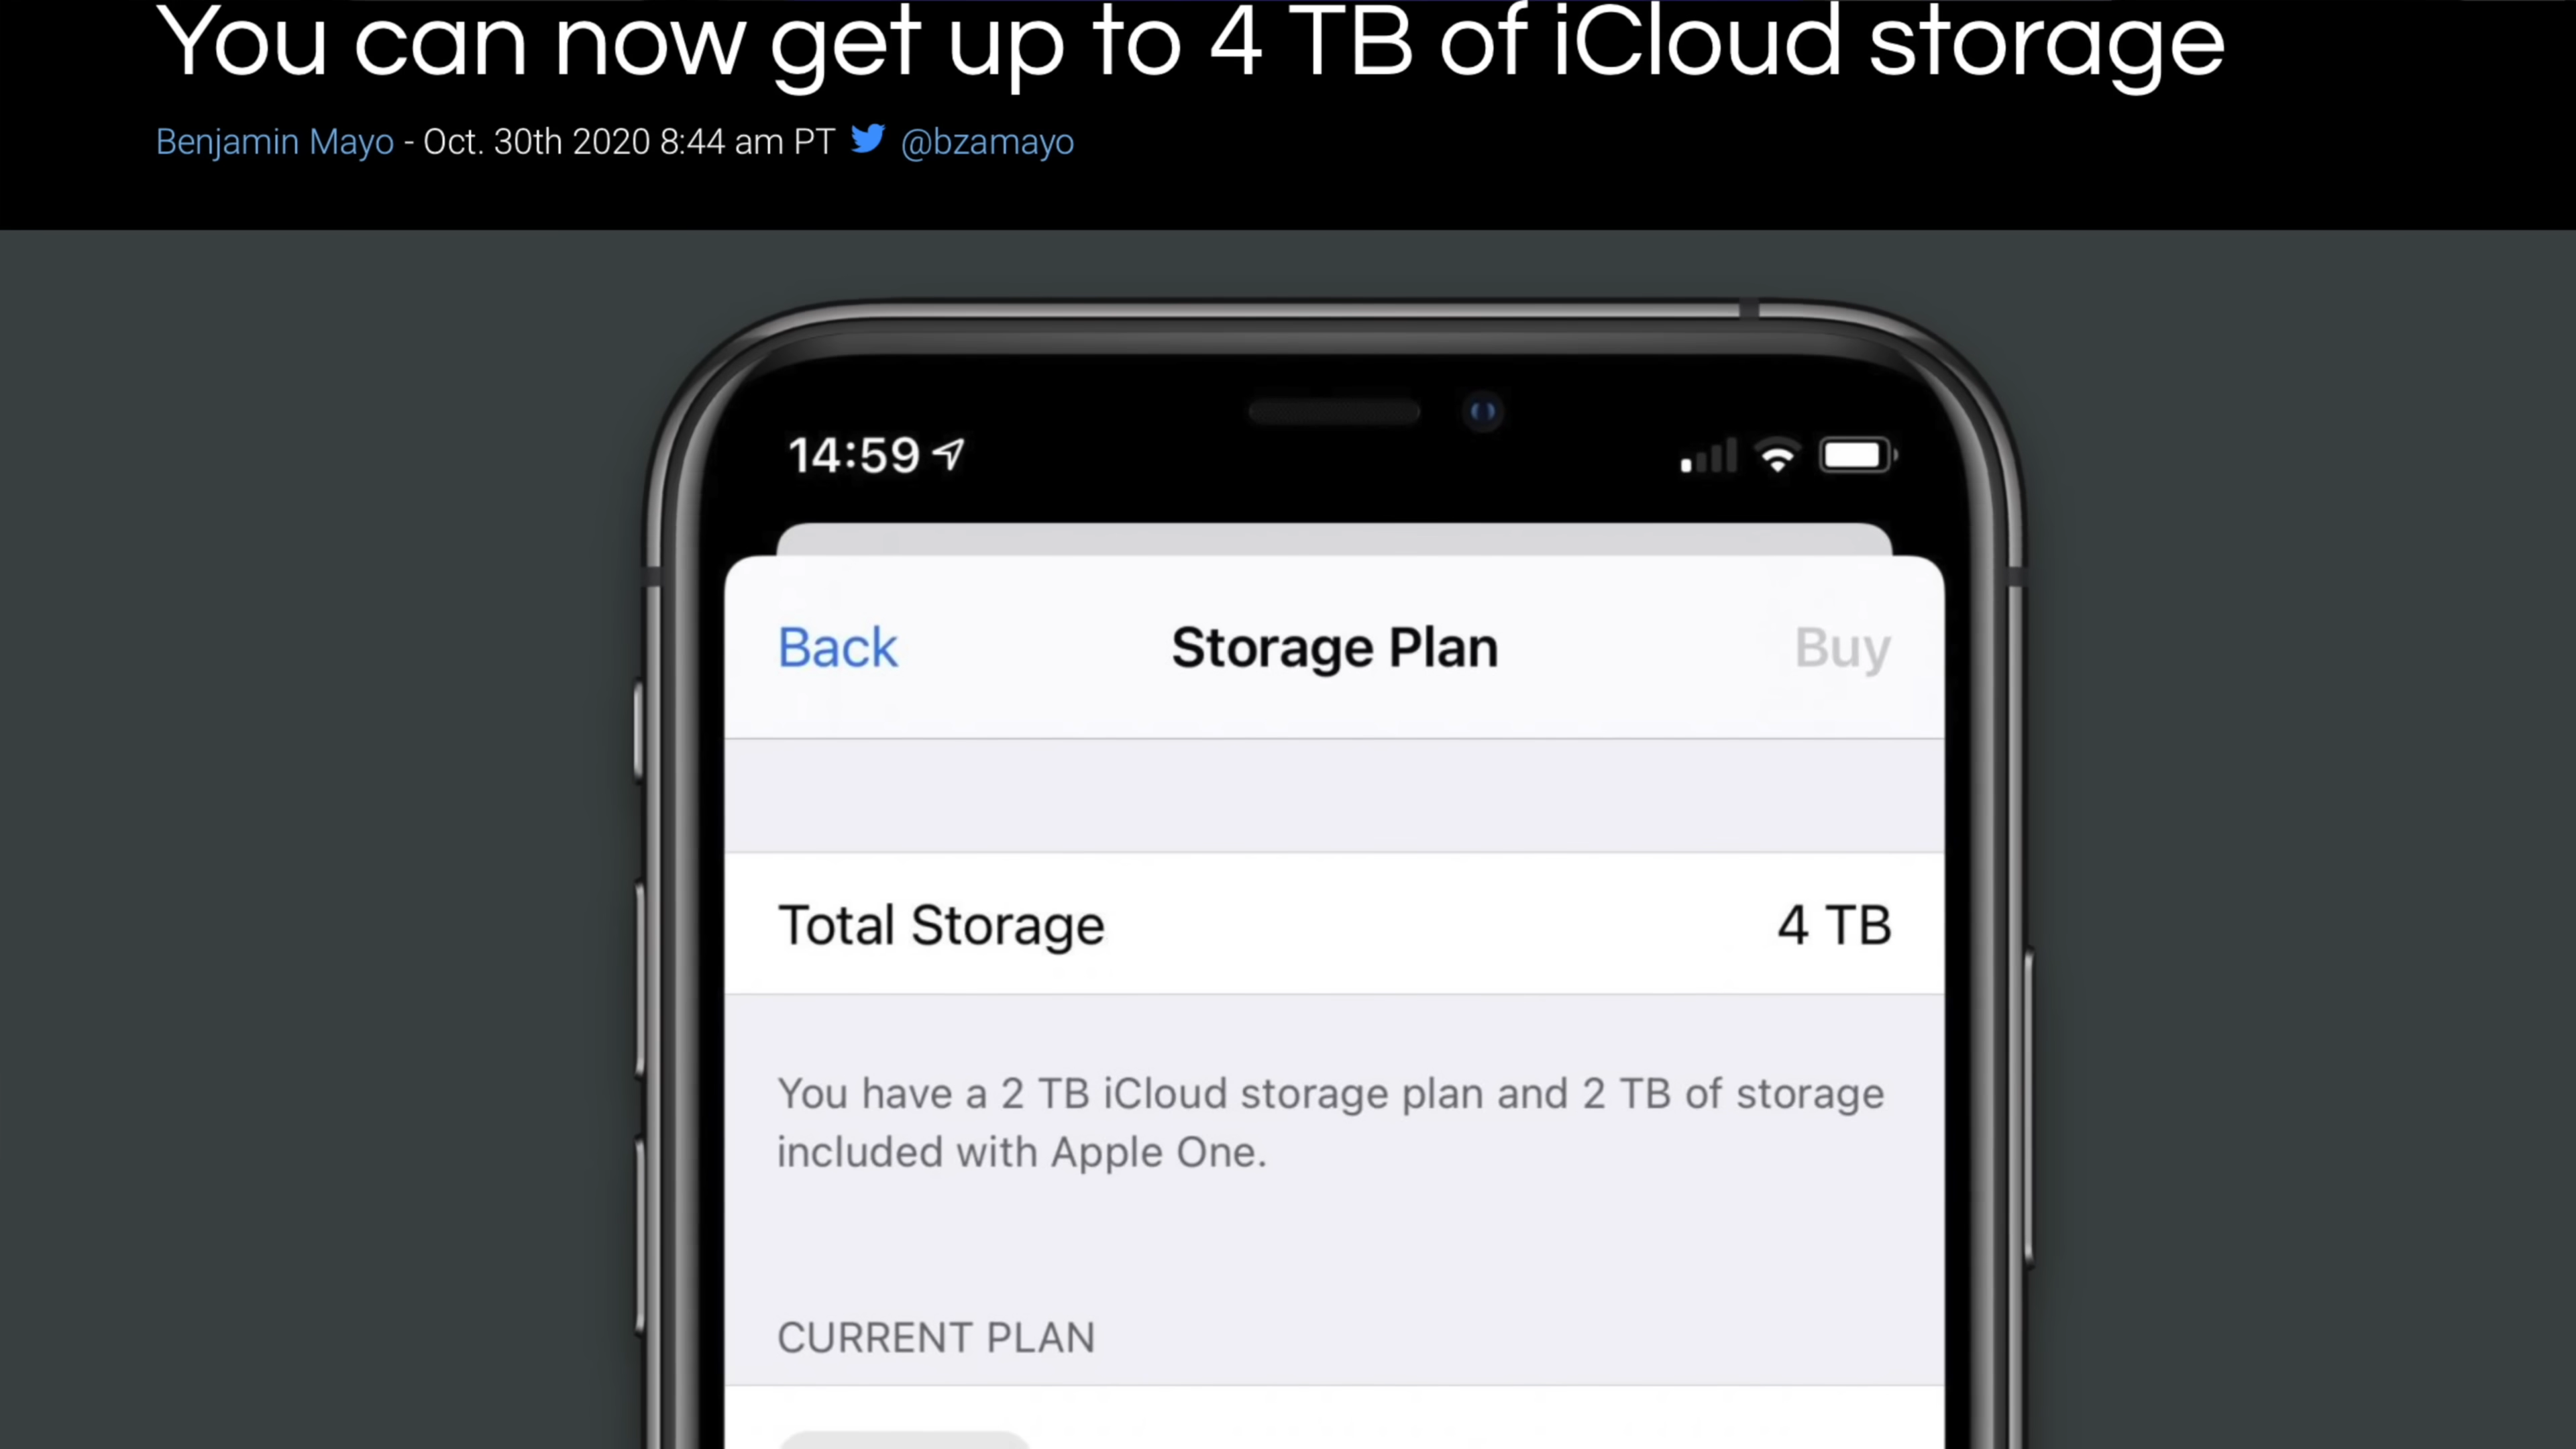 You can now get up to 4 TB of iCloud storage
Benjamin Mayo - Oct. 30th 2020 8:44 am PT @bzamayo
14:59
Back Storage Plan Buy
Total Storage 4 TB
You have a 2 TB iCloud storage plan and 2 TB of storage
included with Apple One.
CURRENT PLAN